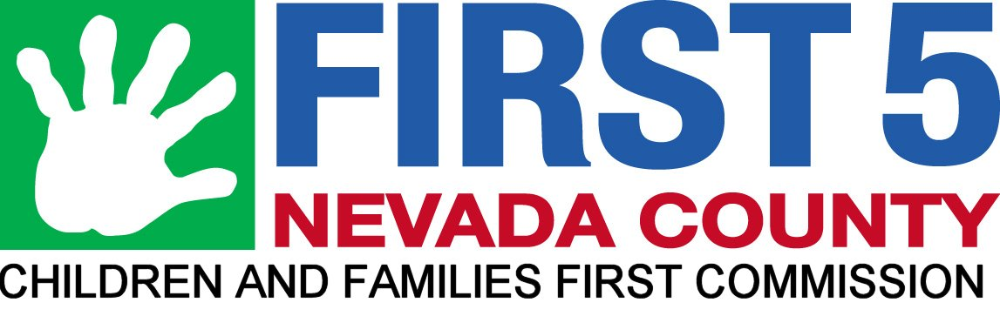 FIRST 5
NEVADA COUNTY
CHILDREN AND FAMILIES FIRST COMMISSION